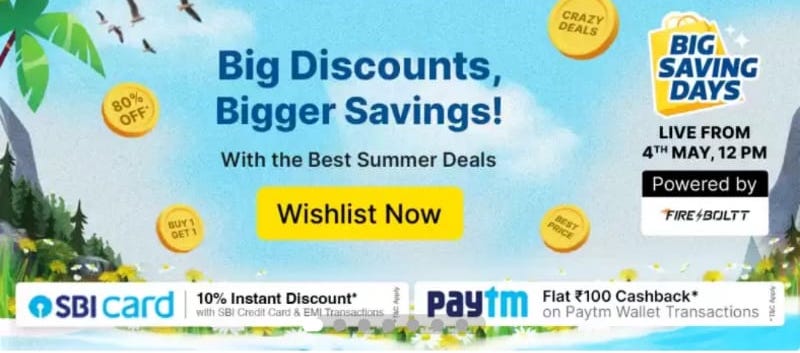 CRAZY
DEALS
80%
OFF*
Big Discounts,
Bigger Savings!
With the Best Summer Deals
Wishlist Now
BUY 1
GET 1
BEST
PRICE
BIG
SAVING
DAYS
LIVE FROM
4TH MAY, 12 PM
Powered by
FIRE BOLTT
SBI card
10% Instant Discount*
with SBI Credit Card & EMI Transactions
*T&C Apply
paytm
Flat ₹100 Cashback*
on Paytm Wallet Transactions
*T&C Apply